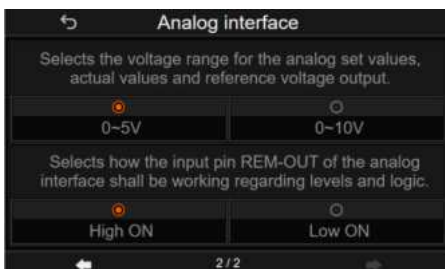 Analog interface
Selects the voltage range for the analog set values,
actual values and reference voltage output.
0~5V 0~10V
Selects how the input pin REM-OUT of the analog
interface shall be working regarding levels and logic.
High ON Low ON
2/2